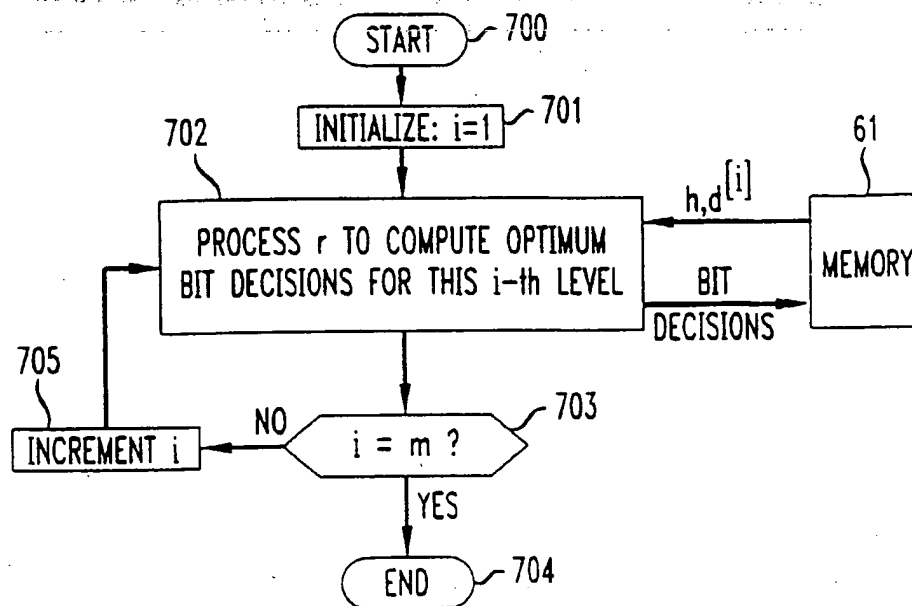 START
700
INITIALIZE: i=1
701
702
61
h,d[i]
PROCESS r TO COMPUTE OPTIMUM
BIT DECISIONS FOR THIS i-th LEVEL
MEMORY
BIT
DECISIONS
705
703
NO
INCREMENT i
i = m ?
YES
END
704